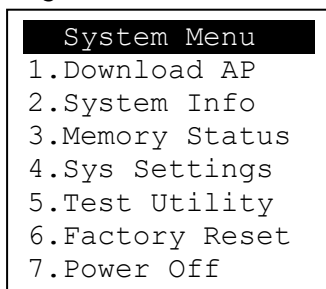 System Menu
1.Download AP
2.System Info
3.Memory Status
4.Sys Settings
5.Test Utility
6.Factory Reset
7.Power Off